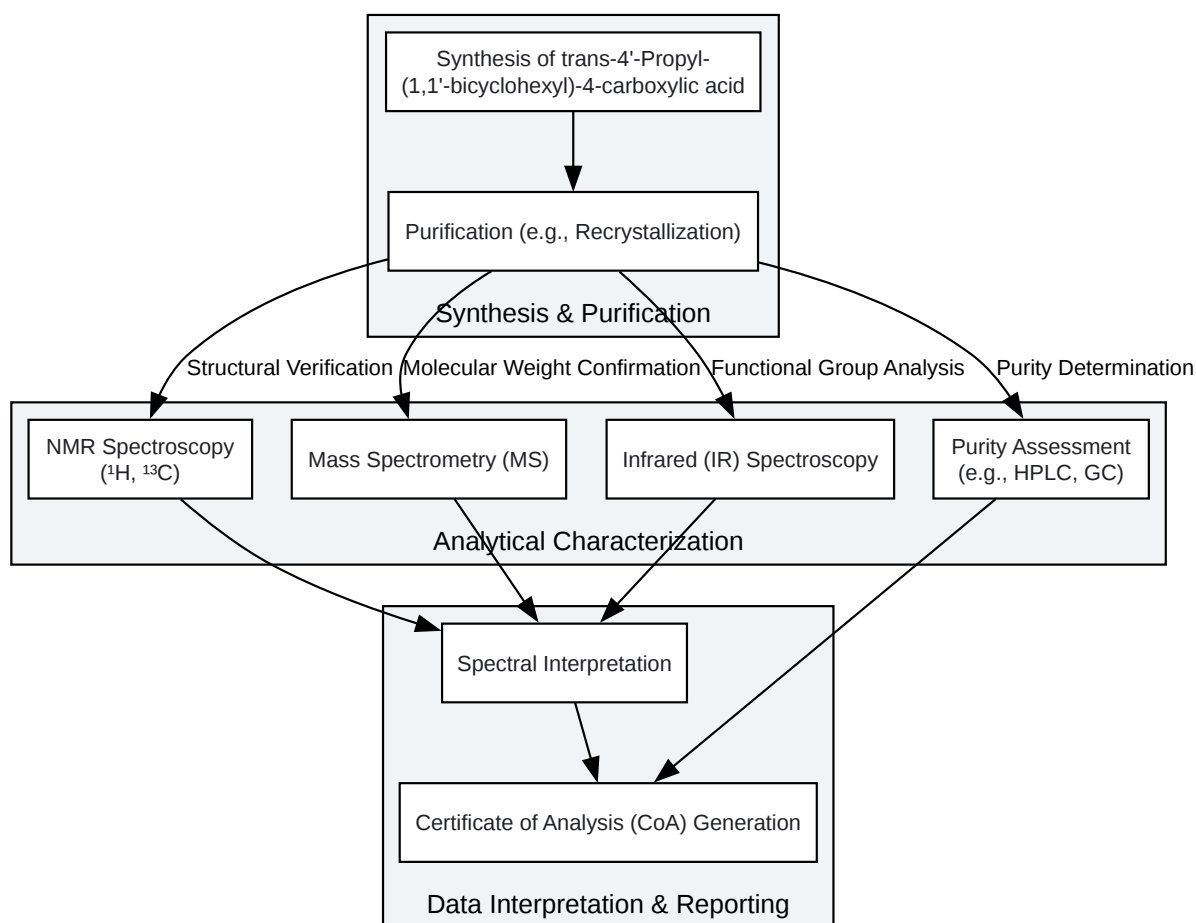 Synthesis of trans-4'-Propyl-
(1,1'-bicyclohexyl)-4-carboxylic acid
Purification (e.g., Recrystallization)
Synthesis & Purification
Structural Verification
Molecular Weight Confirmation
Functional Group Analysis
Purity Determination
NMR Spectroscopy
(¹H, ¹³C)
Mass Spectrometry (MS)
Infrared (IR) Spectroscopy
Purity Assessment
(e.g., HPLC, GC)
Analytical Characterization
Spectral Interpretation
Certificate of Analysis (CoA) Generation
Data Interpretation & Reporting